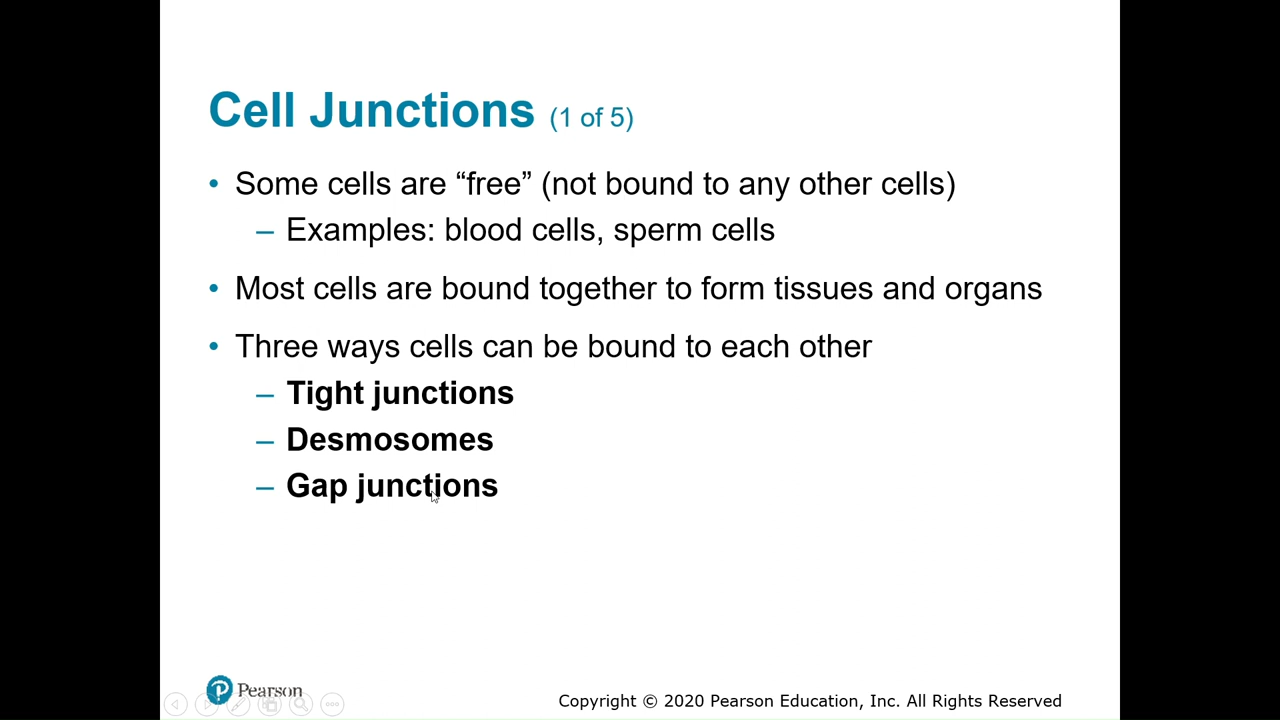 Cell Junctions (1 of 5)
• Some cells are “free” (not bound to any other cells)
– Examples: blood cells, sperm cells
• Most cells are bound together to form tissues and organs
• Three ways cells can be bound to each other
– Tight junctions
– Desmosomes
– Gap junctions
Pearson
Copyright © 2020 Pearson Education, Inc. All Rights Reserved